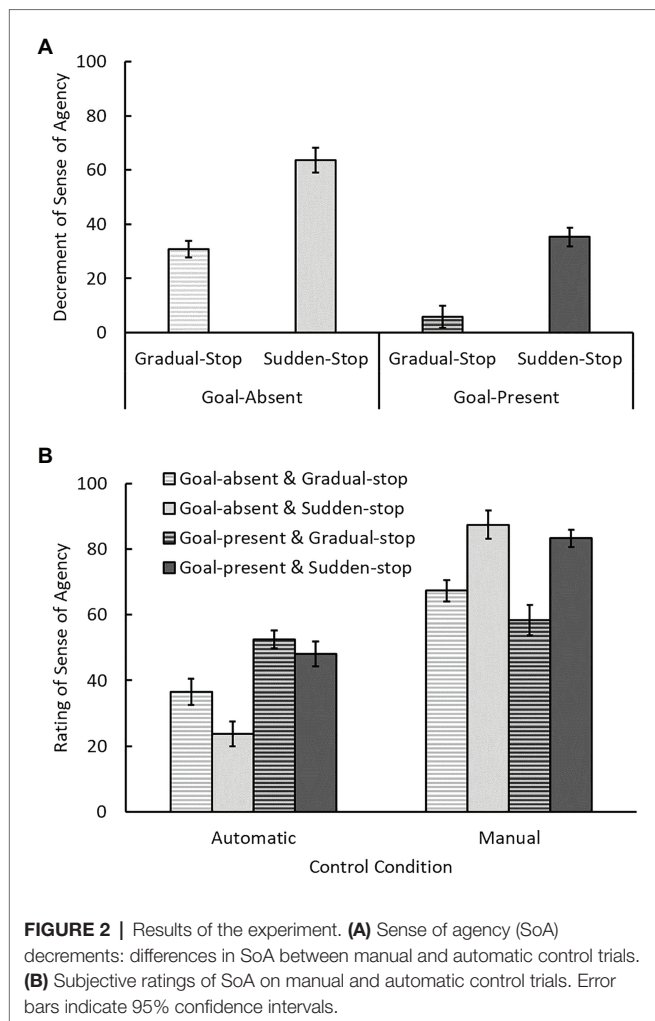 A
Decrement of Sense of Agency
100
80
60
40
20
0
Gradual-Stop Sudden-Stop Gradual-Stop Sudden-Stop
Goal-Absent Goal-Present
B
Rating of Sense of Agency
100
80
60
40
20
0
Goal-absent & Gradual-stop
Goal-absent & Sudden-stop
Goal-present & Gradual-stop
Goal-present & Sudden-stop
Automatic Manual
Control Condition
FIGURE 2 | Results of the experiment. (A) Sense of agency (SoA)
decrements: differences in SoA between manual and automatic control trials.
(B) Subjective ratings of SoA on manual and automatic control trials. Error
bars indicate 95% confidence intervals.